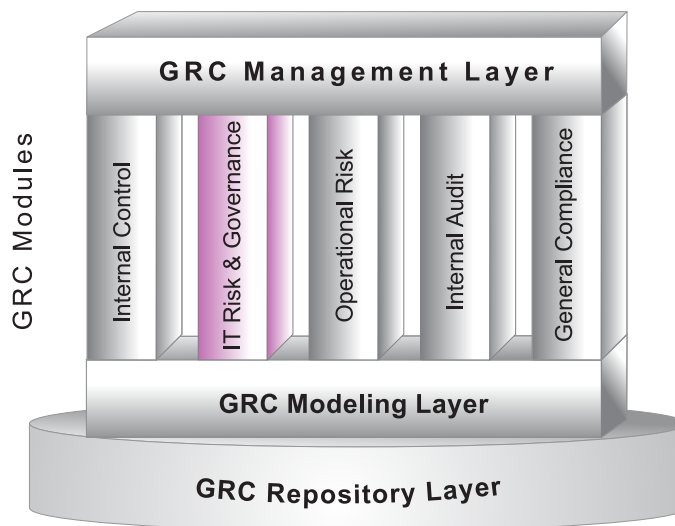 GRC Management Layer
GRC Modules
Internal Control
IT Risk & Governance
Operational Risk
Internal Audit
General Compliance
GRC Modeling Layer
GRC Repository Layer